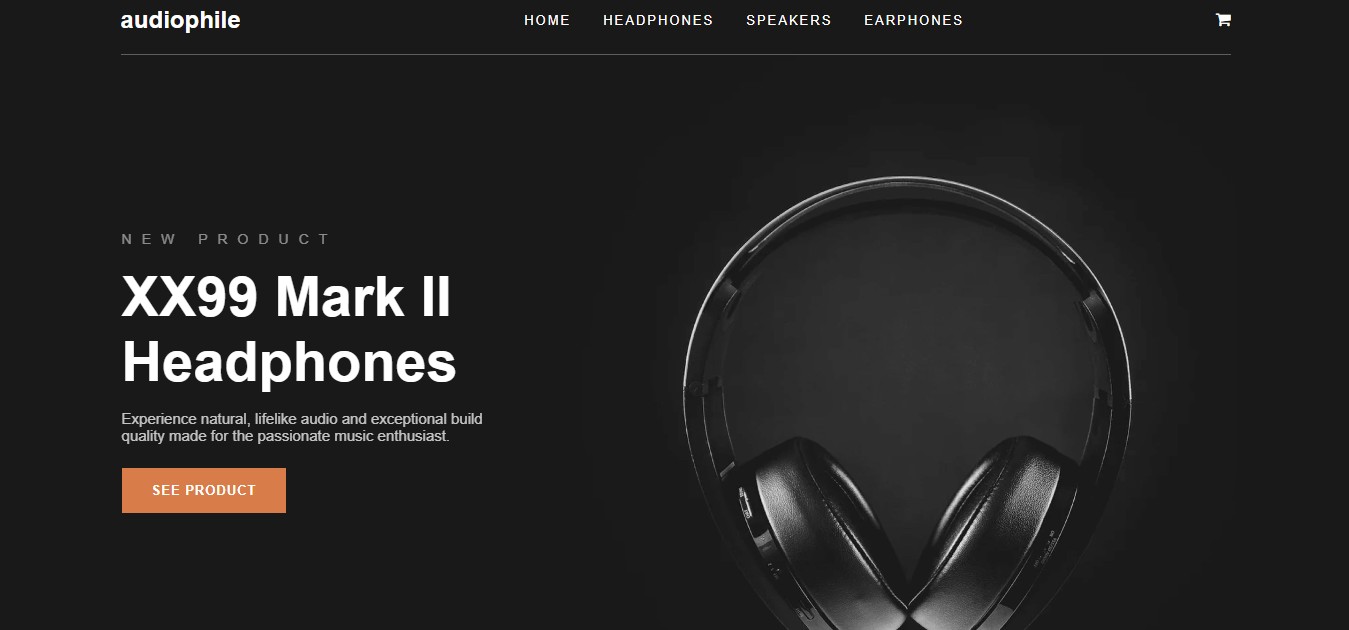 audiophile
HOME HEADPHONES SPEAKERS EARPHONES
NEW PRODUCT
XX99 Mark II
Headphones
Experience natural, lifelike audio and exceptional build
quality made for the passionate music enthusiast.
SEE PRODUCT